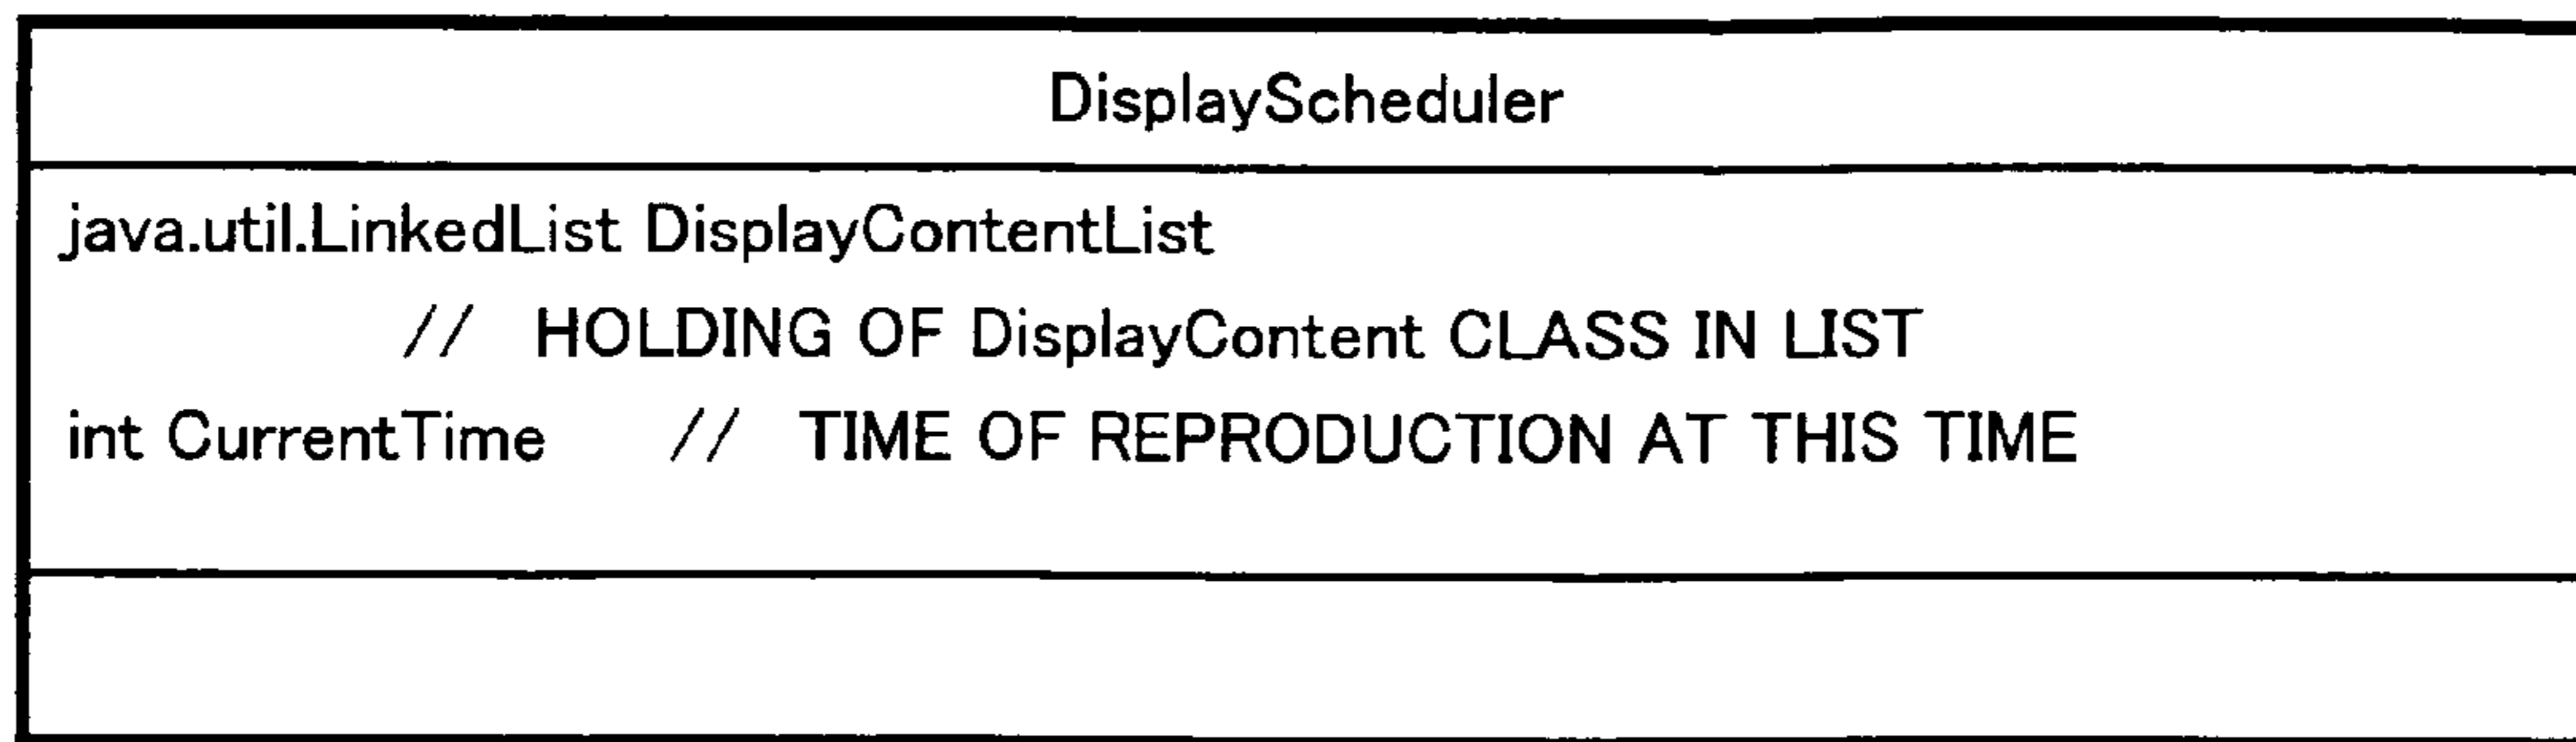 DisplayScheduler
java.util.LinkedList DisplayContentList
// HOLDING OF DisplayContent CLASS IN LIST
int CurrentTime // TIME OF REPRODUCTION AT THIS TIME